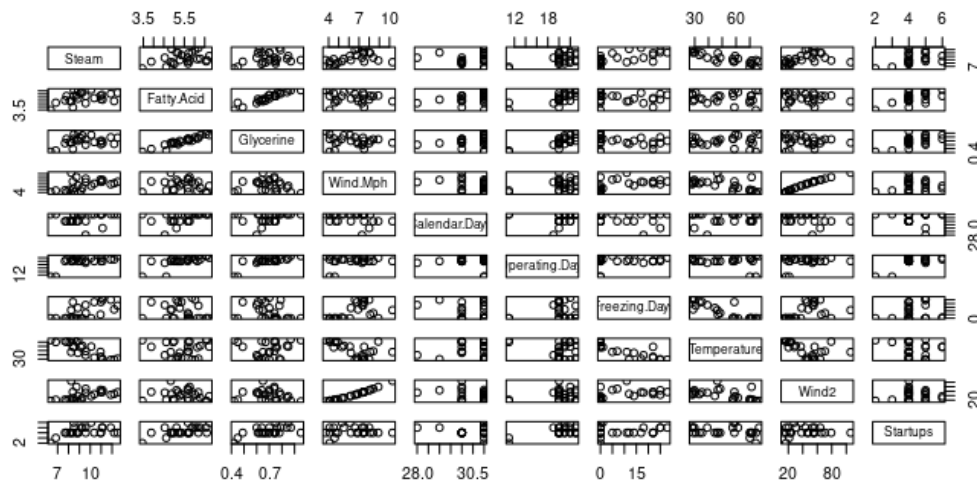 3.5 5.5 4 7 10 12 18 30 60 2 4 6
Steam 7
3.5 Fatty.Acid
Glycerine 0.4
4 Wind.Mph
alendar.Day 28.0
12 perating.Da
reezing.Day 0
30 Temperature
Wind2 20
2 Startups
7 10 0.4 0.7 28.0 30.5 0 15 20 80